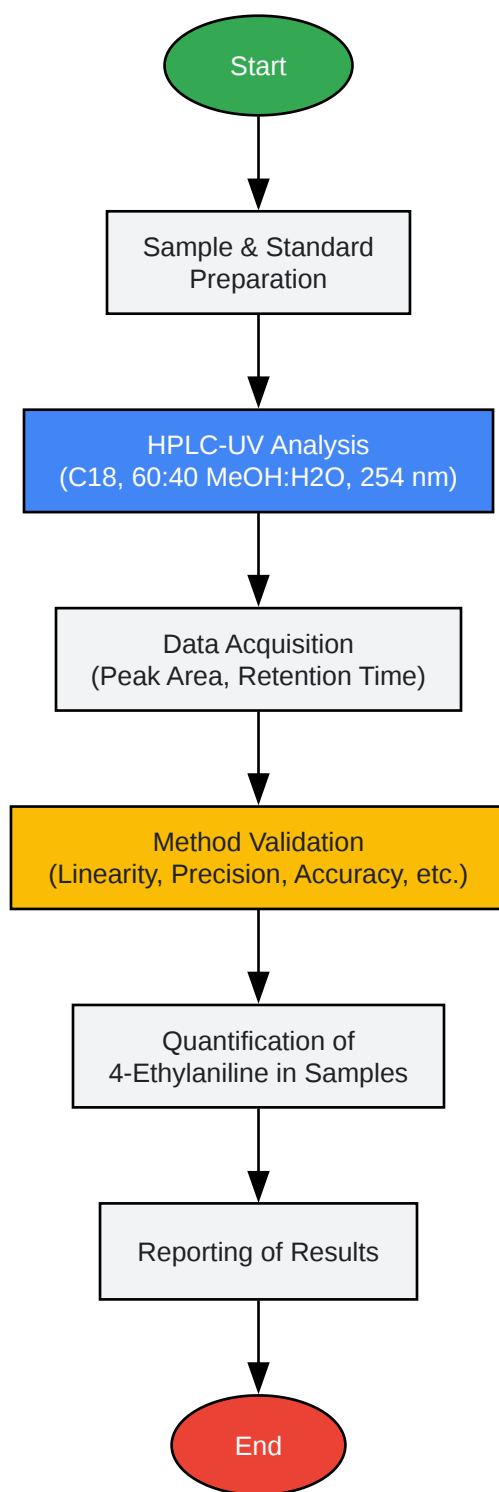 Start
Sample & Standard
Preparation
HPLC-UV Analysis
(C18, 60:40 MeOH:H2O, 254 nm)
Data Acquisition
(Peak Area, Retention Time)
Method Validation
(Linearity, Precision, Accuracy, etc.)
Quantification of
4-Ethylaniline in Samples
Reporting of Results
End